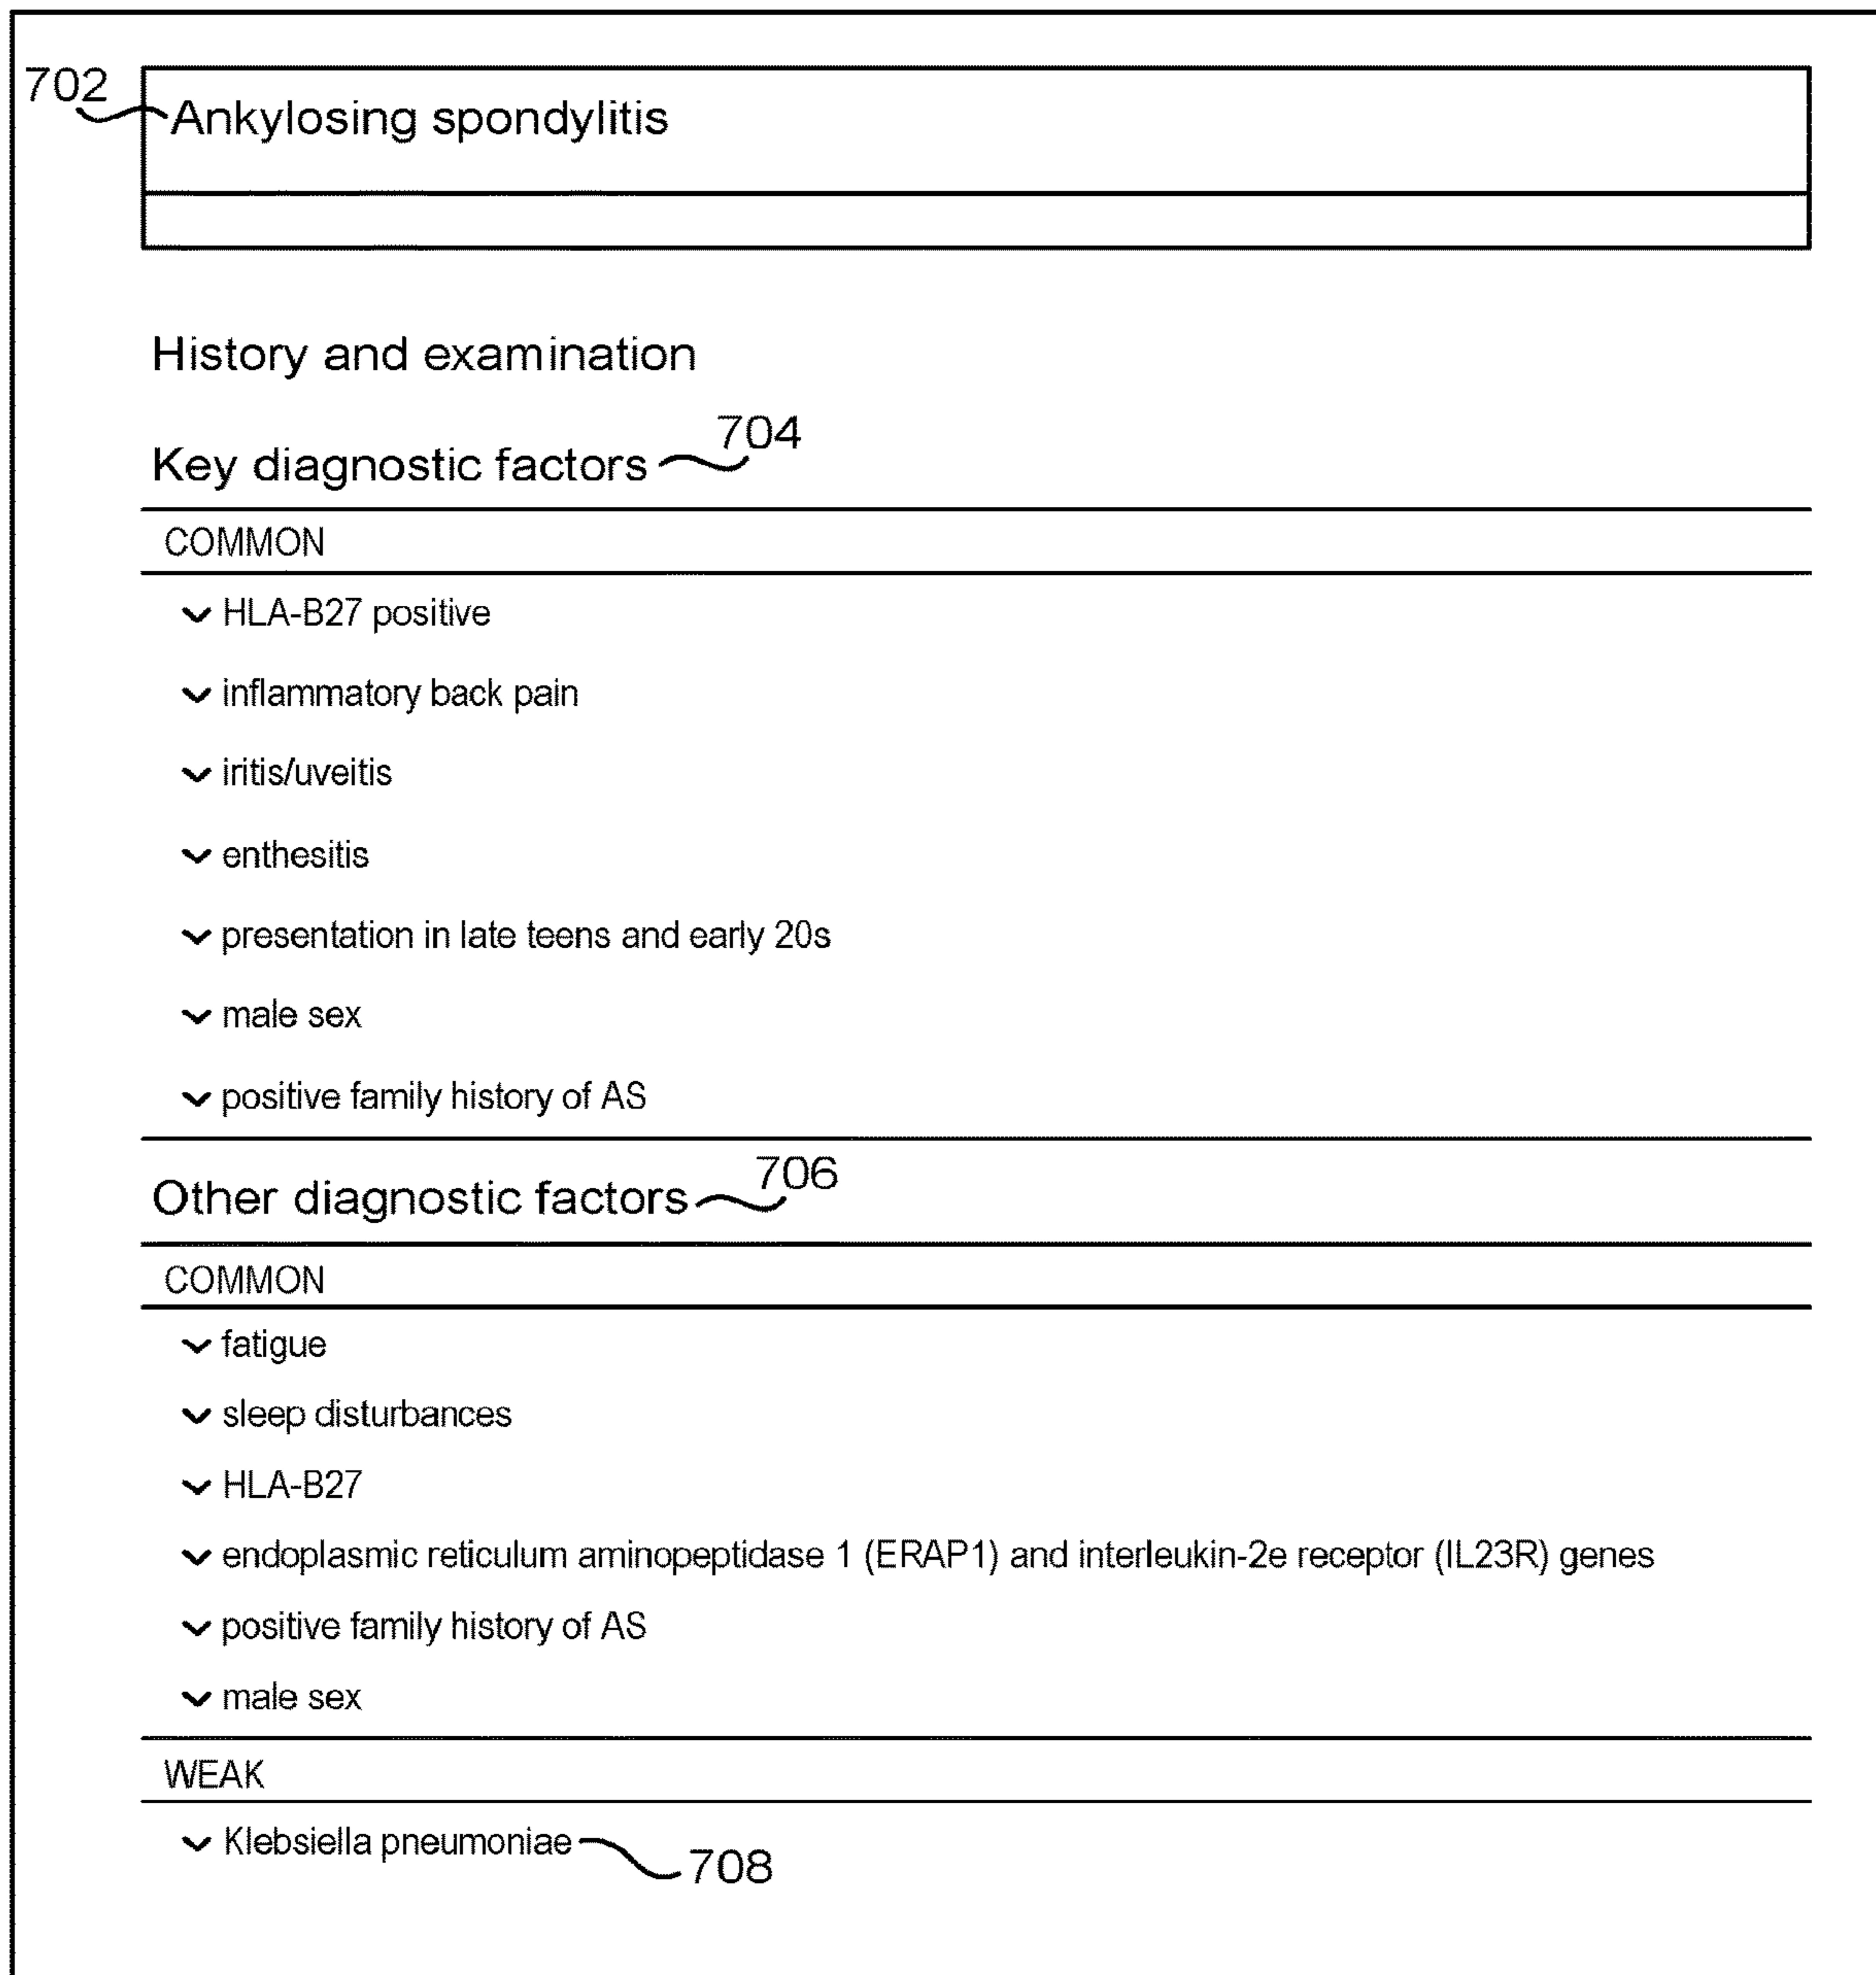 702
Ankylosing spondylitis
History and examination
704
Key diagnostic factors
COMMON
HLA-B27 positive
inflammatory back pain
iritis/uveitis
enthesitis
presentation in late teens and early 20s
male sex
positive family history of AS
706
Other diagnostic factors
COMMON
fatigue
sleep disturbances
HLA-B27
endoplasmic reticulum aminopeptidase 1 (ERAP1) and interleukin-2e receptor (IL23R) genes
positive family history of AS
male sex
WEAK
Klebsiella pneumoniae
708